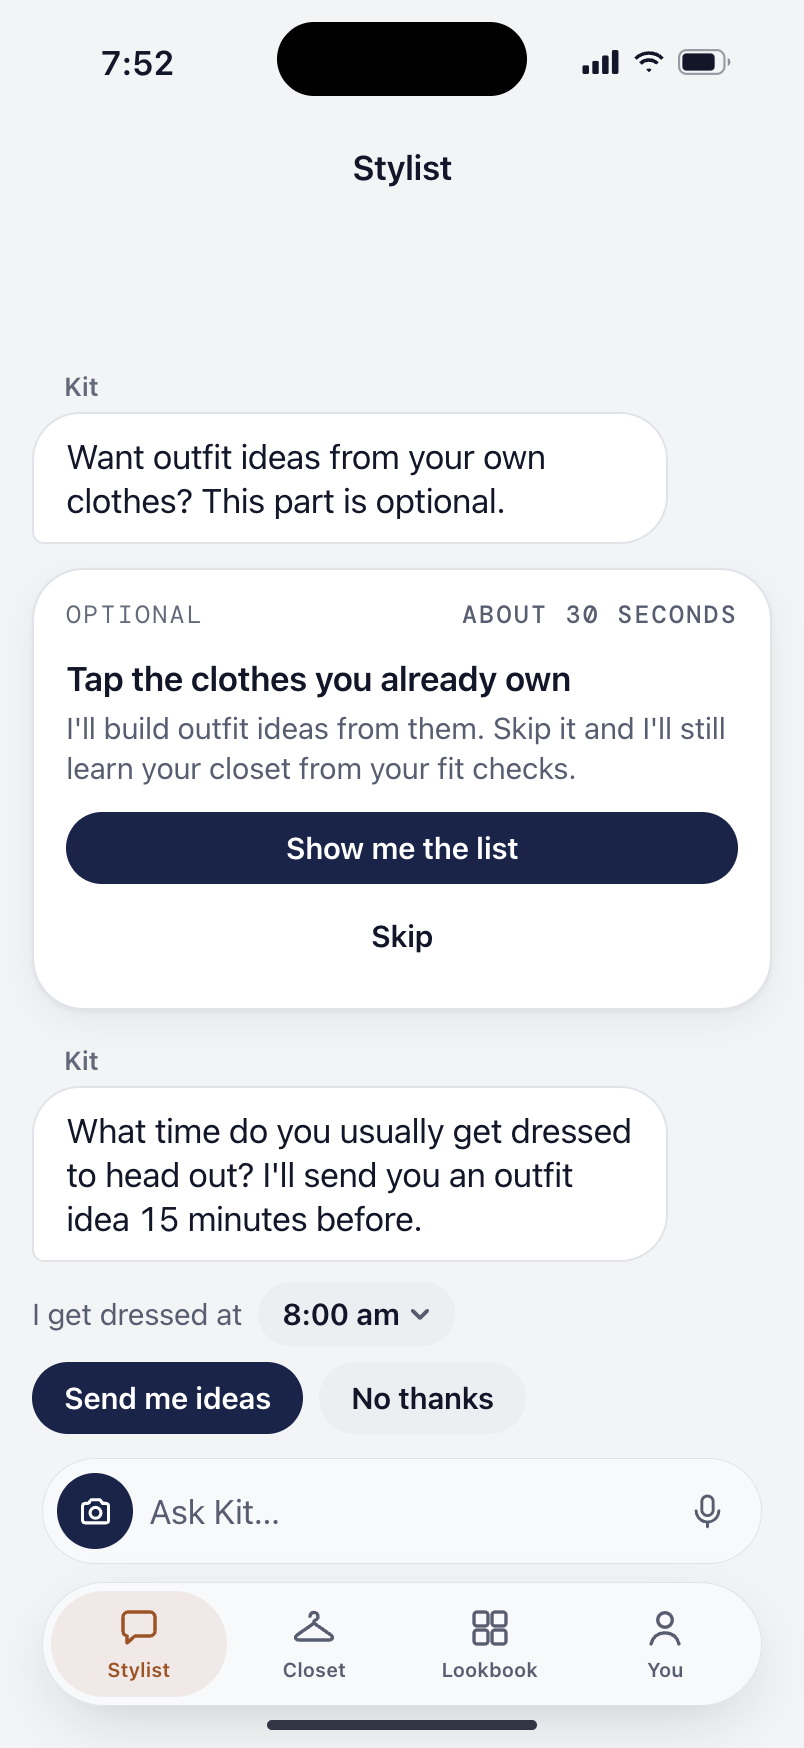 7:52
Stylist
Kit
Want outfit ideas from your own
clothes? This part is optional.
OPTIONAL
ABOUT 30 SECONDS
Tap the clothes you already own
I'll build outfit ideas from them. Skip it and I'll still
learn your closet from your fit checks.
Show me the list
Skip
Kit
What time do you usually get dressed
to head out? I'll send you an outfit
idea 15 minutes before.
I get dressed at 8:00 am
Send me ideas
No thanks
Ask Kit...
Stylist
Closet
Lookbook
You